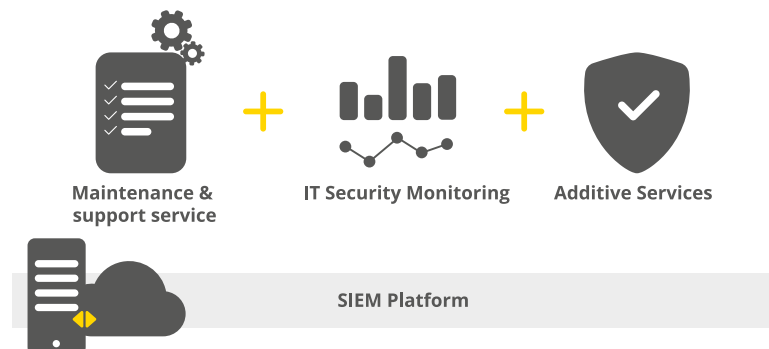 Maintenance &
support service
IT Security Monitoring
Additive Services
SIEM Platform